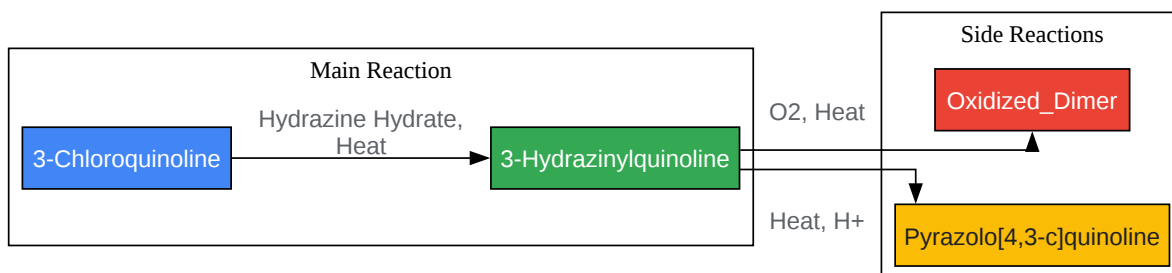 Side Reactions
Main Reaction
Oxidized_Dimer
O2, Heat
Hydrazine Hydrate,
Heat
3-Chloroquinoline
3-Hydrazinylquinoline
Heat, H+
Pyrazolo[4,3-c]quinoline